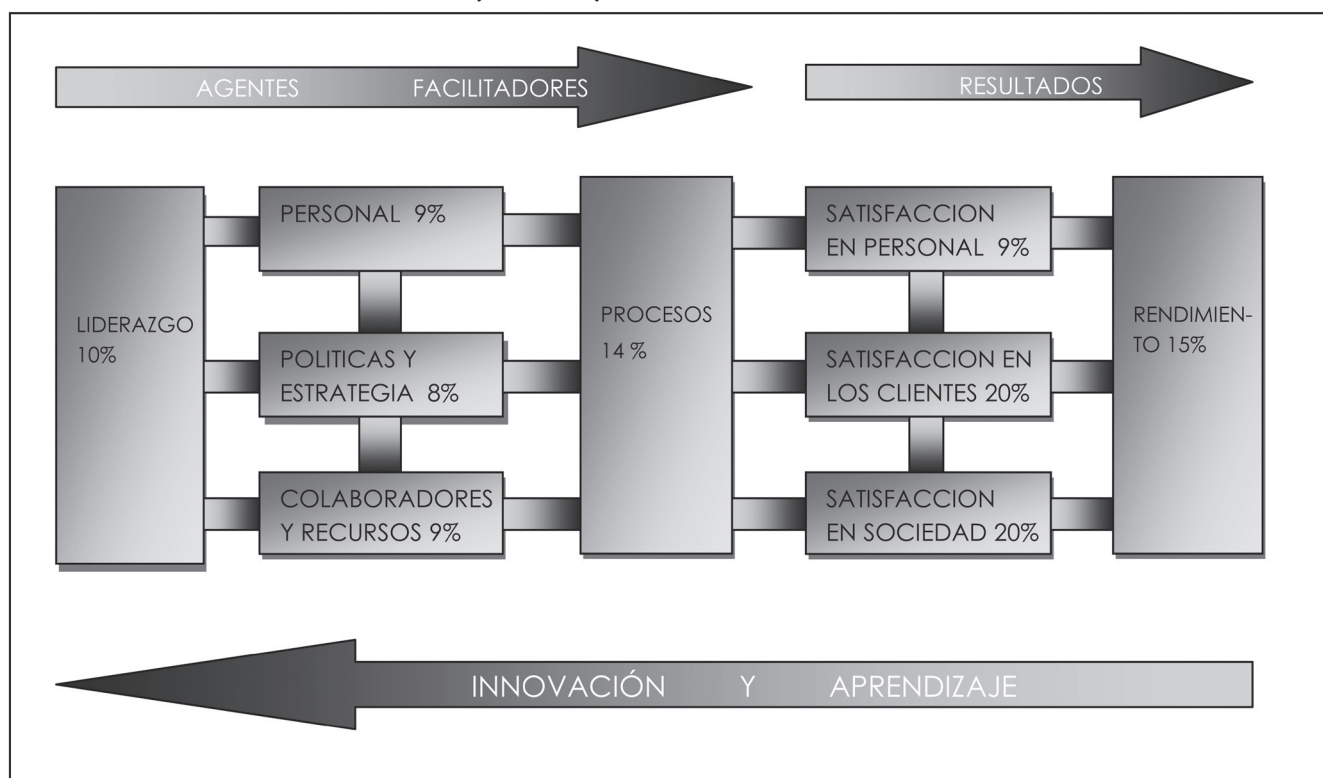 AGENTES FACILITADORES
RESULTADOS
LIDERAZGO
10%
PERSONAL 9%
POLITICAS Y
ESTRATEGIA 8%
COLABORADORES
Y RECURSOS 9%
PROCESOS
14 %
SATISFACCION
EN PERSONAL 9%
SATISFACCION EN
LOS CLIENTES 20%
SATISFACCION
EN SOCIEDAD 20%
RENDIMIEN-
TO 15%
INNOVACIÓN Y APRENDIZAJE